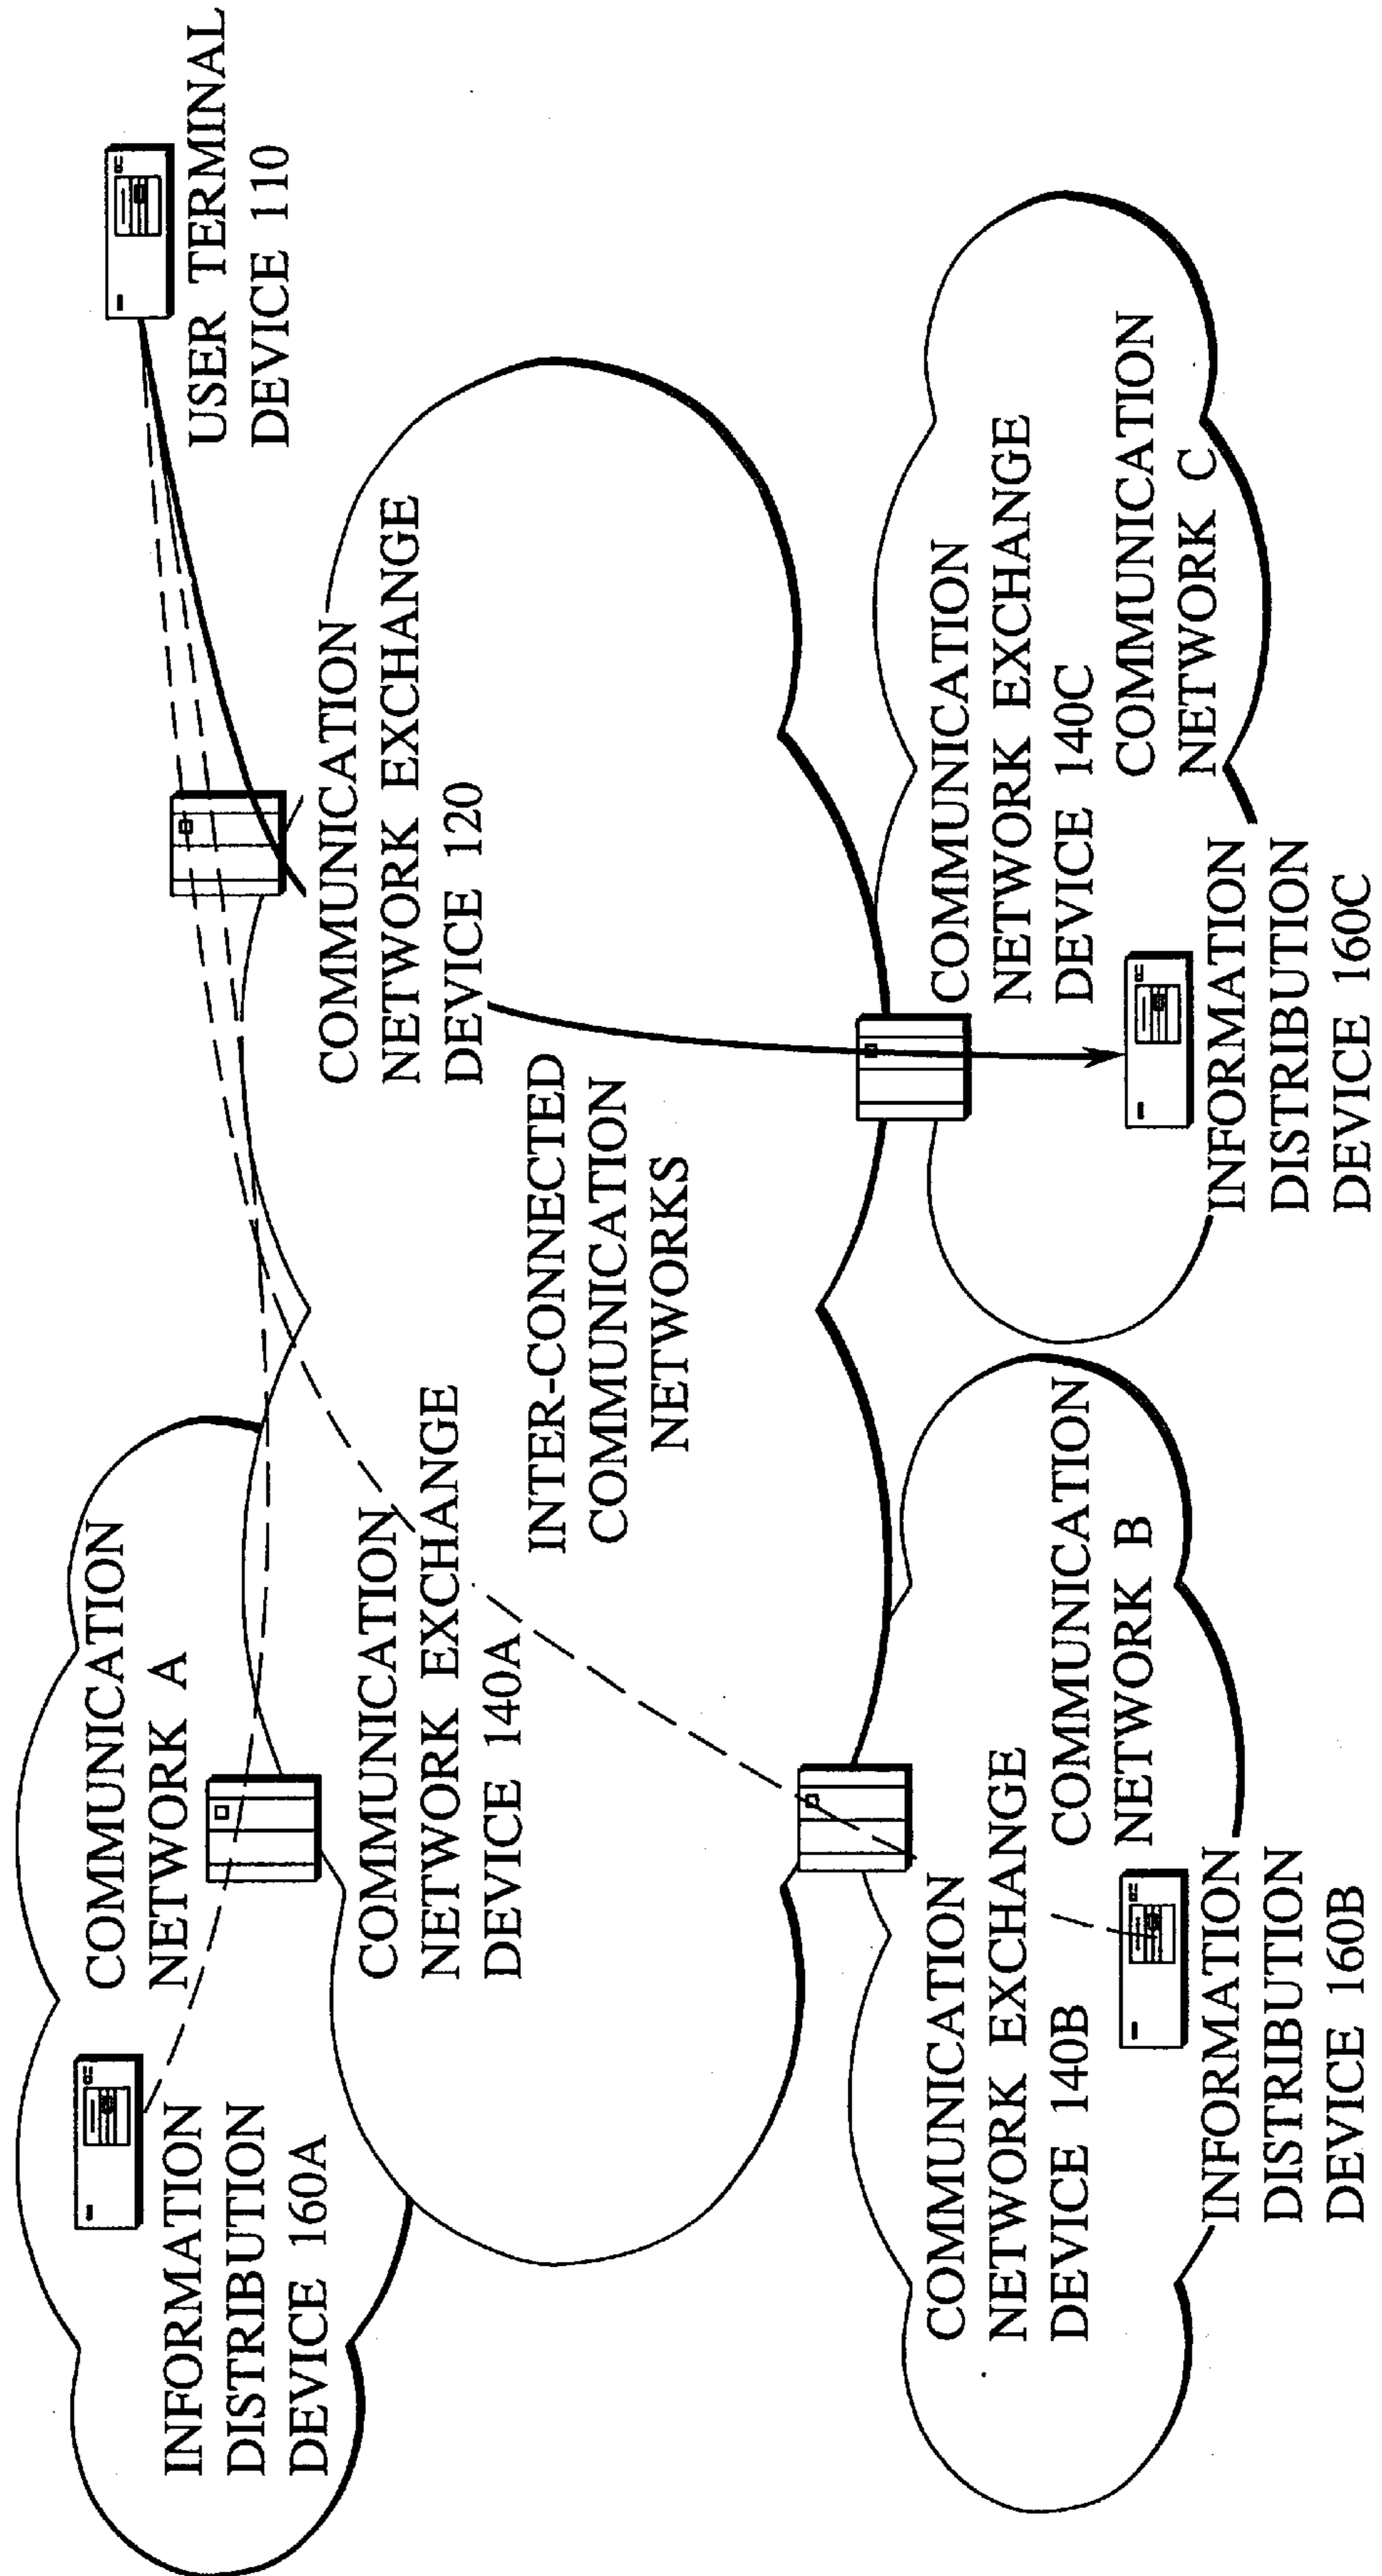 COMMUNICATION
NETWORK A
INFORMATION
DISTRIBUTION
DEVICE 160A
COMMUNICATION
NETWORK EXCHANGE
DEVICE 140A
USER TERMINAL
DEVICE 110
COMMUNICATION
NETWORK EXCHANGE
DEVICE 120
INTER-CONNECTED
COMMUNICATION
NETWORKS
COMMUNICATION
NETWORK EXCHANGE
DEVICE 140B
COMMUNICATION
NETWORK B
INFORMATION
DISTRIBUTION
DEVICE 160B
COMMUNICATION
NETWORK EXCHANGE
DEVICE 140C
COMMUNICATION
NETWORK C
INFORMATION
DISTRIBUTION
DEVICE 160C